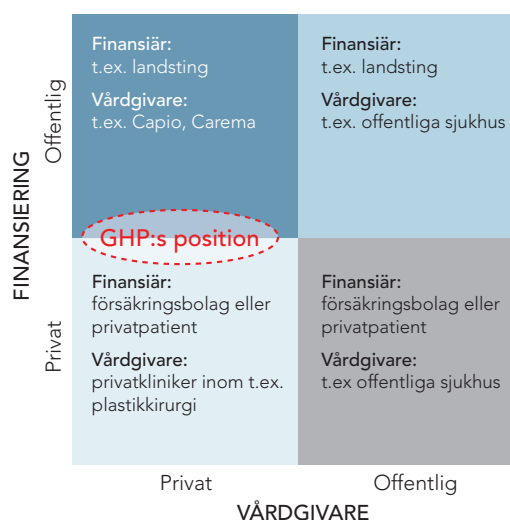 FINANSIERING
Offentlig
Finansiär:
t.ex. landsting
Vårdgivare:
t.ex. Capio, Carema
Finansiär:
t.ex. landsting
Vårdgivare:
t.ex. offentliga sjukhus
GHP:s position
Privat
Finansiär:
försäkringsbolag eller
privatpatient
Vårdgivare:
privatkliniker inom t.ex.
plastikkirurgi
Finansiär:
försäkringsbolag eller
privatpatient
Vårdgivare:
t.ex offentliga sjukhus
Privat
Offentlig
VÅRDGIVARE